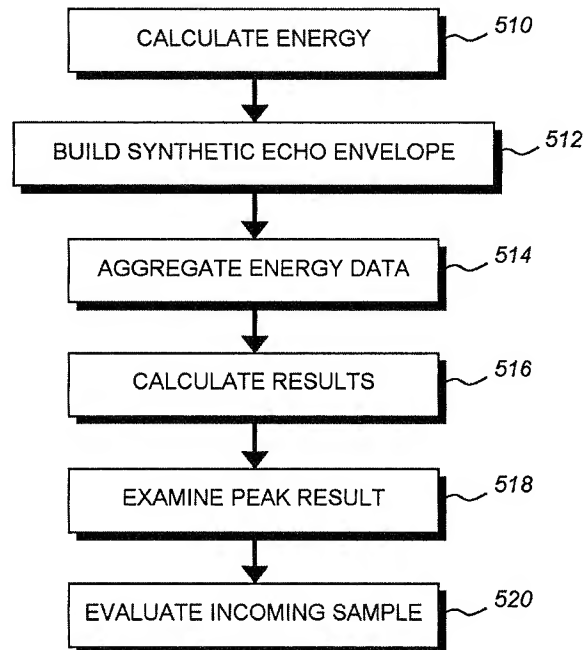 CALCULATE ENERGY
510
BUILD SYNTHETIC ECHO ENVELOPE
512
AGGREGATE ENERGY DATA
514
CALCULATE RESULTS
516
EXAMINE PEAK RESULT
518
EVALUATE INCOMING SAMPLE
520